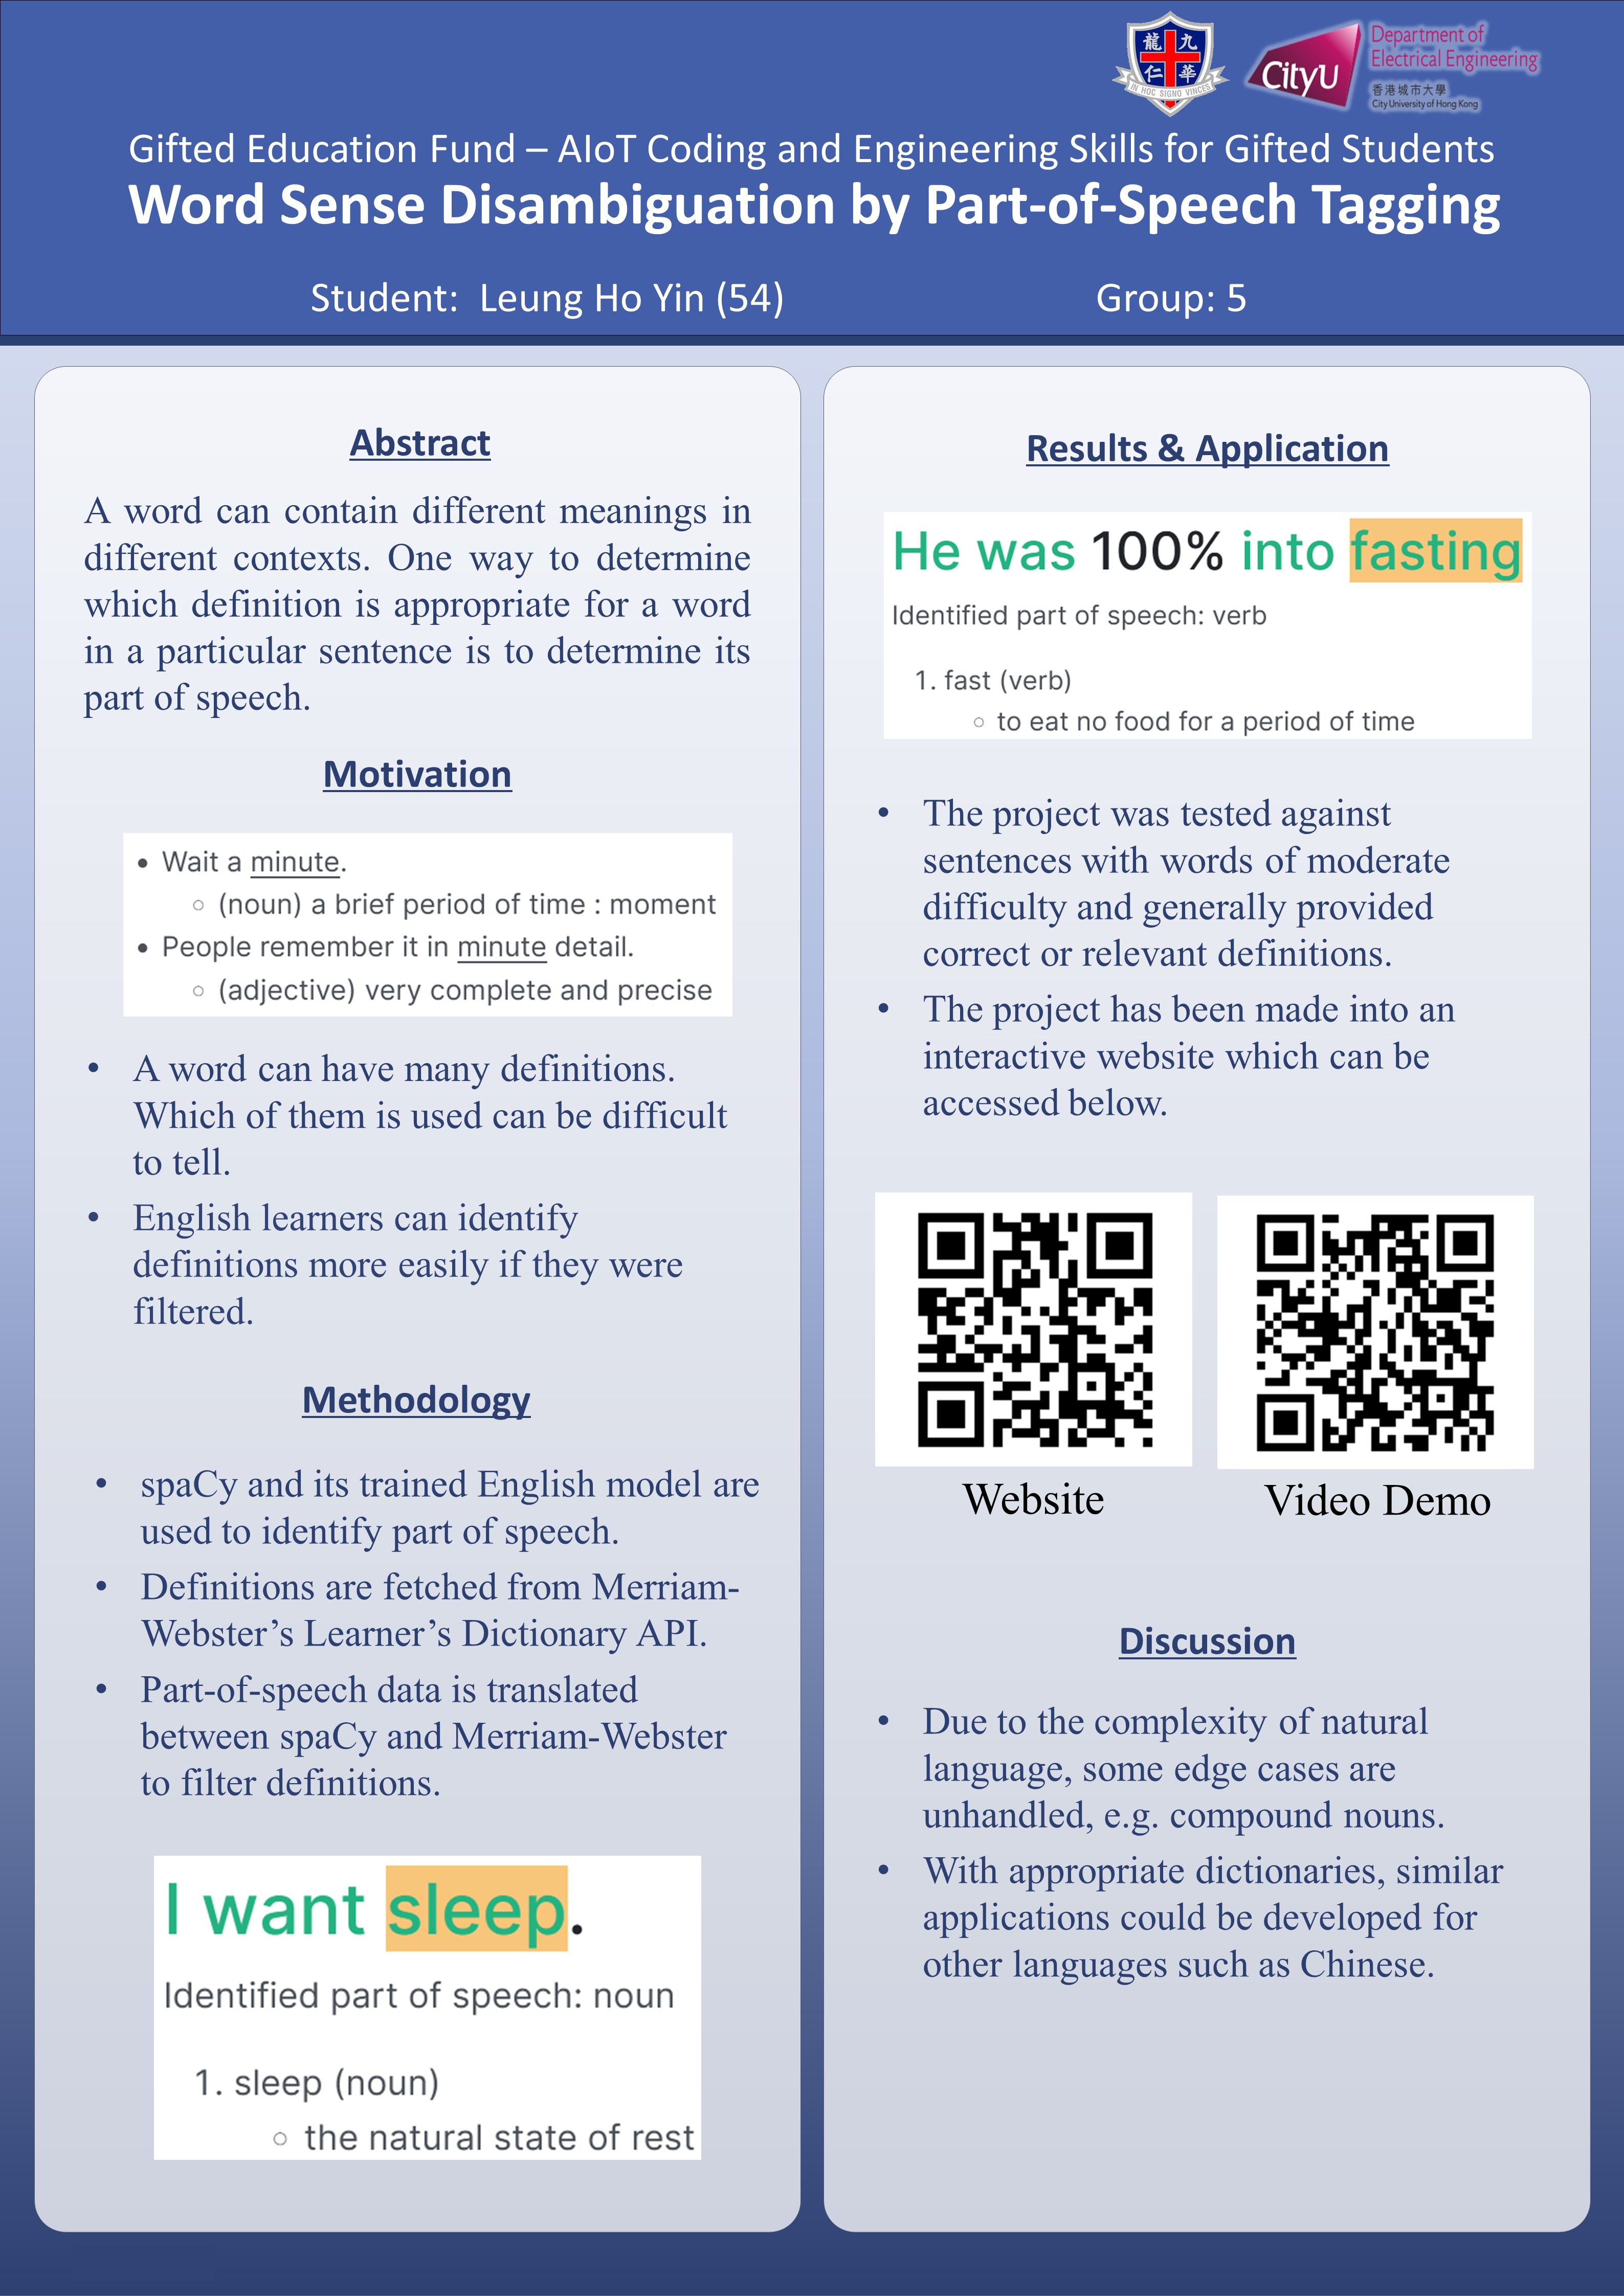 龍 九
仁 華
IN HOC SIGNO VINCES
CityU
Department of
Electrical Engineering
香港城市大學
City University of Hong Kong
Gifted Education Fund – AIoT Coding and Engineering Skills for Gifted Students
Word Sense Disambiguation by Part-of-Speech Tagging
Student: Leung Ho Yin (54)
Group: 5
Abstract
A word can contain different meanings in
different contexts. One way to determine
which definition is appropriate for a word
in a particular sentence is to determine its
part of speech.
Motivation
• Wait a minute.
○ (noun) a brief period of time : moment
• People remember it in minute detail.
○ (adjective) very complete and precise
• A word can have many definitions.
Which of them is used can be difficult
to tell.
• English learners can identify
definitions more easily if they were
filtered.
Methodology
• spaCy and its trained English model are
used to identify part of speech.
• Definitions are fetched from Merriam-
Webster’s Learner’s Dictionary API.
• Part-of-speech data is translated
between spaCy and Merriam-Webster
to filter definitions.
I want sleep.
Identified part of speech: noun
1. sleep (noun)
○ the natural state of rest
Results & Application
He was 100% into fasting
Identified part of speech: verb
1. fast (verb)
○ to eat no food for a period of time
• The project was tested against
sentences with words of moderate
difficulty and generally provided
correct or relevant definitions.
• The project has been made into an
interactive website which can be
accessed below.
Website
Video Demo
Discussion
• Due to the complexity of natural
language, some edge cases are
unhandled, e.g. compound nouns.
• With appropriate dictionaries, similar
applications could be developed for
other languages such as Chinese.